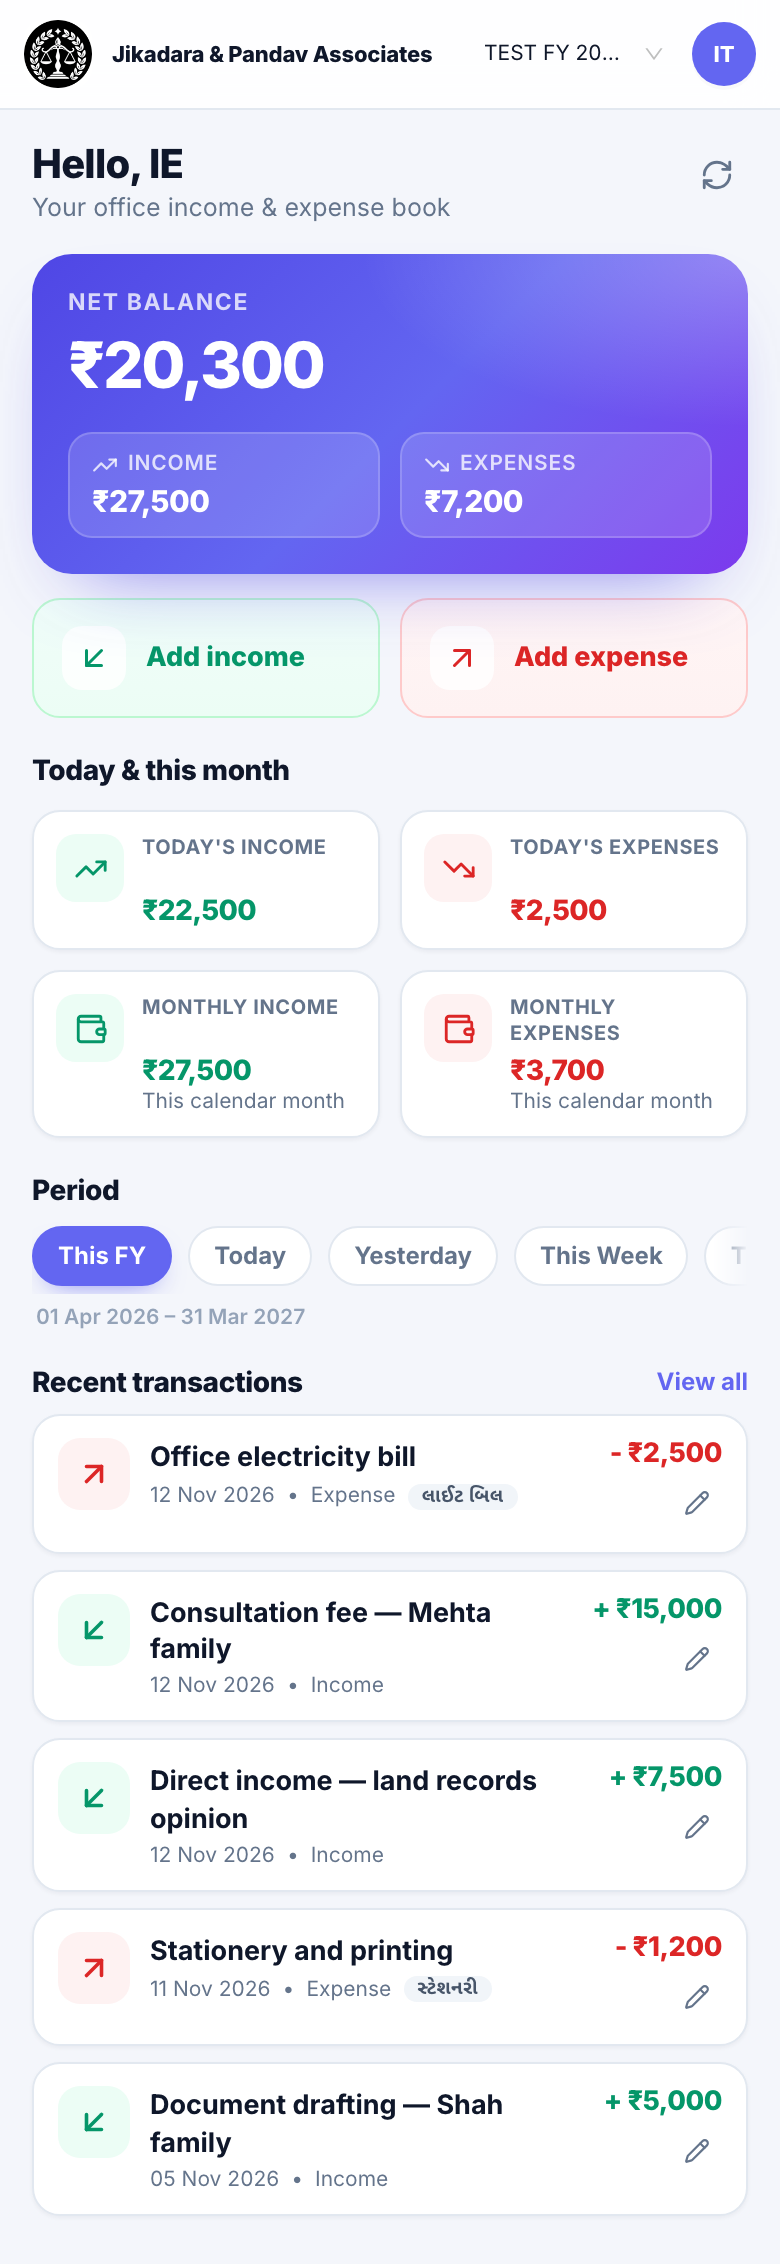 Jikadara & Pandav Associates
TEST FY 20...
IT
Hello, IE
Your office income & expense book
NET BALANCE
₹20,300
INCOME
₹27,500
EXPENSES
₹7,200
Add income
Add expense
Today & this month
TODAY'S INCOME
₹22,500
TODAY'S EXPENSES
₹2,500
MONTHLY INCOME
₹27,500
This calendar month
MONTHLY
EXPENSES
₹3,700
This calendar month
Period
This FY
Today
Yesterday
This Week
T
01 Apr 2026 – 31 Mar 2027
Recent transactions
View all
Office electricity bill
- ₹2,500
12 Nov 2026 • Expense લાઈટ બિલ
Consultation fee — Mehta
family
+ ₹15,000
12 Nov 2026 • Income
Direct income — land records
opinion
+ ₹7,500
12 Nov 2026 • Income
Stationery and printing
- ₹1,200
11 Nov 2026 • Expense સ્ટેશનરી
Document drafting — Shah
family
+ ₹5,000
05 Nov 2026 • Income